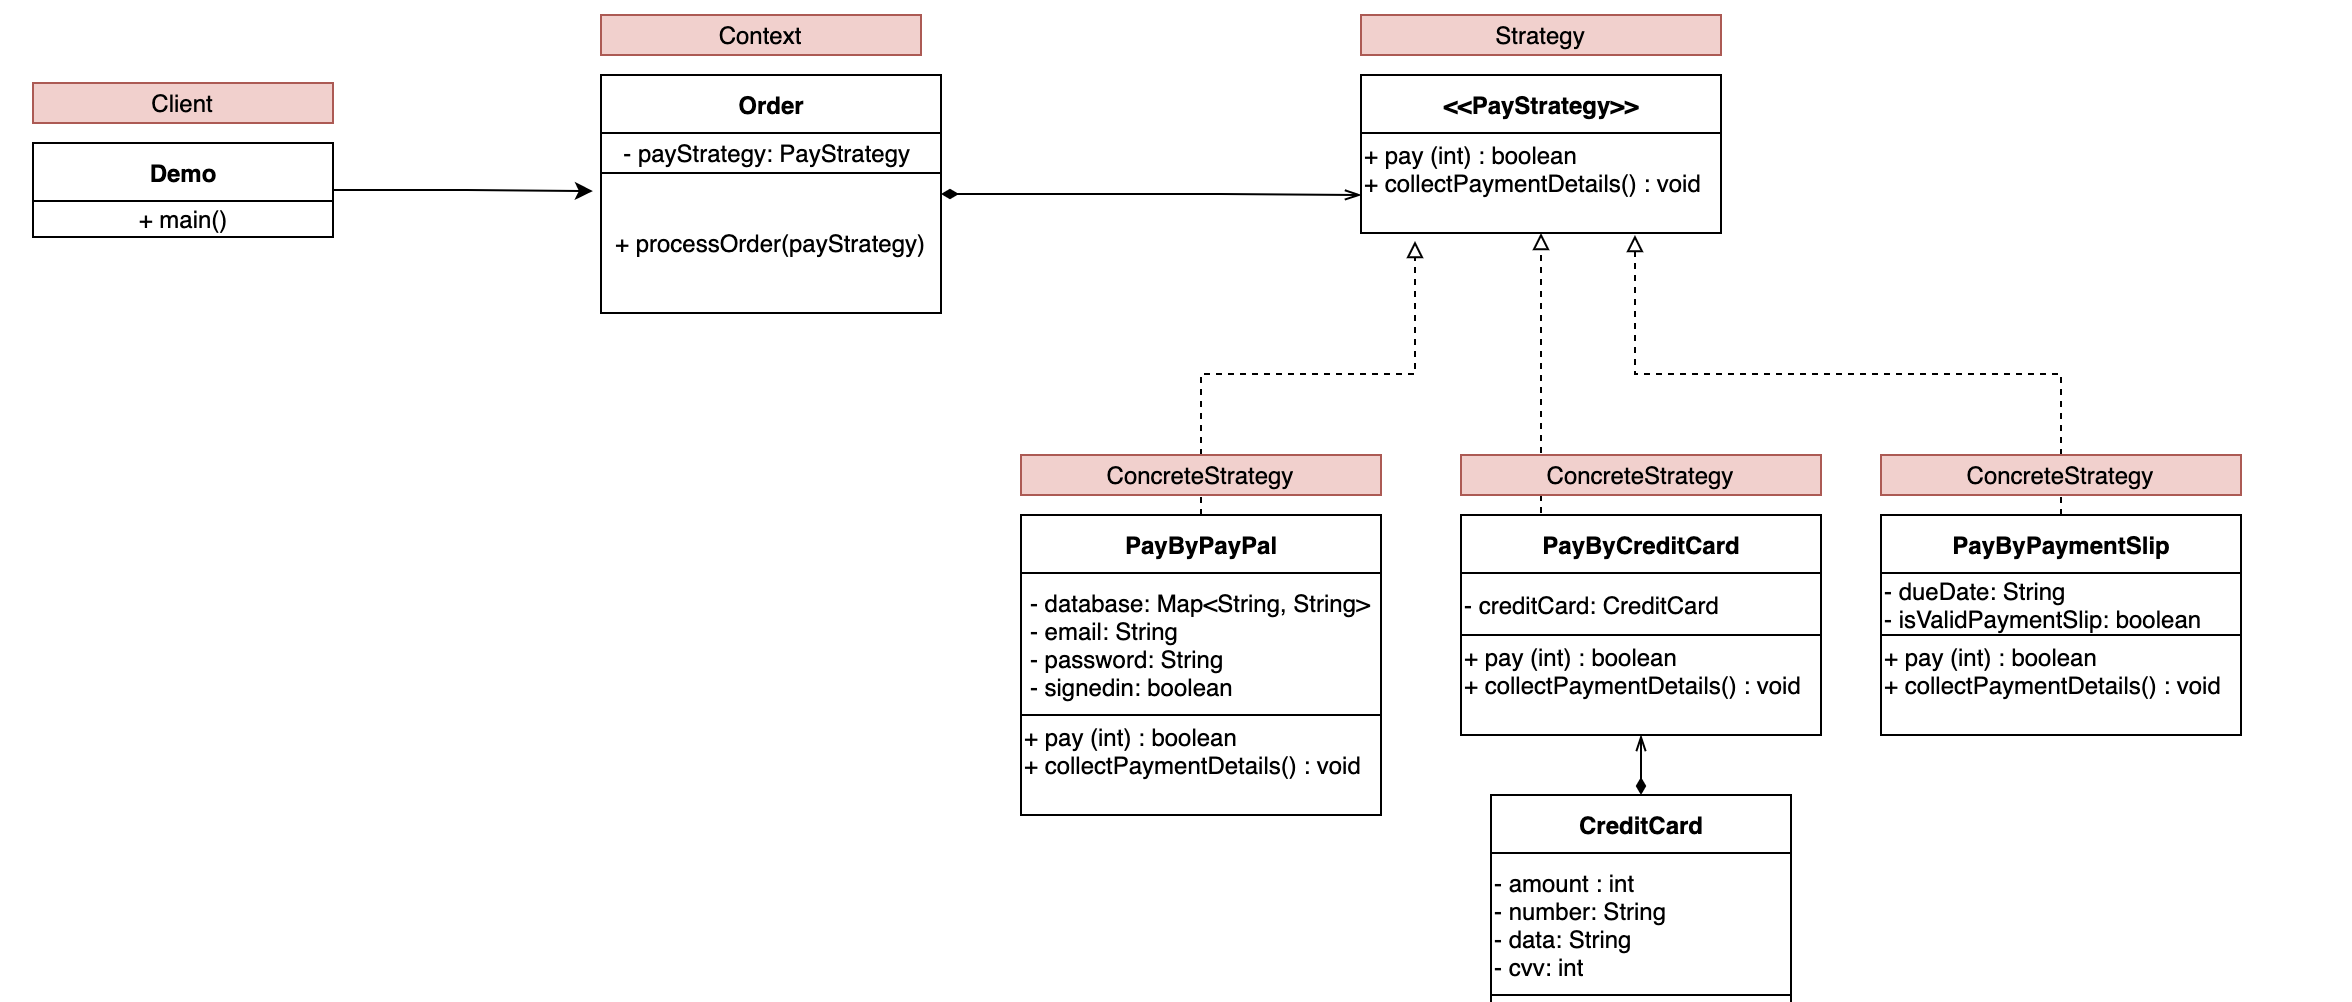 Client
Demo
+ main()
Context
Order
- payStrategy: PayStrategy
+ processOrder(payStrategy)
Strategy
<<PayStrategy>>
+ pay (int) : boolean
+ collectPaymentDetails() : void
ConcreteStrategy
PayByPayPal
- database: Map<String, String>
- email: String
- password: String
- signedin: boolean
+ pay (int) : boolean
+ collectPaymentDetails() : void
ConcreteStrategy
PayByCreditCard
- creditCard: CreditCard
+ pay (int) : boolean
+ collectPaymentDetails() : void
ConcreteStrategy
PayByPaymentSlip
- dueDate: String
- isValidPaymentSlip: boolean
+ pay (int) : boolean
+ collectPaymentDetails() : void
CreditCard
- amount : int
- number: String
- data: String
- cvv: int